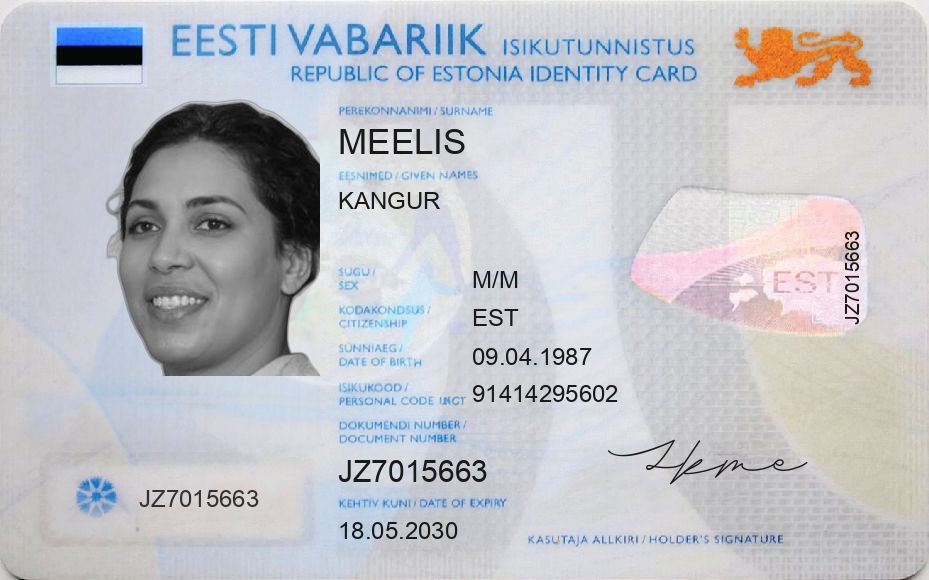 EESTI VABARIIK ISIKUTUNNISTUS
REPUBLIC OF ESTONIA IDENTITY CARD
PEREKONNANIMI / SURNAME
MEELIS
EESNIMED / GIVEN NAMES
KANGUR
SUGU /
SEX
M/M
KODAKONDSUS /
CITIZENSHIP
EST
SÜNNIAEG /
DATE OF BIRTH
09.04.1987
ISIKUKOOD /
PERSONAL CODE
91414295602
DOKUMENDI NUMBER /
DOCUMENT NUMBER
JZ7015663
KEHTIV KUNI / DATE OF EXPIRY
18.05.2030
JZ7015663
EST
JZ7015663
KASUTAJA ALLKIRI / HOLDER'S SIGNATURE